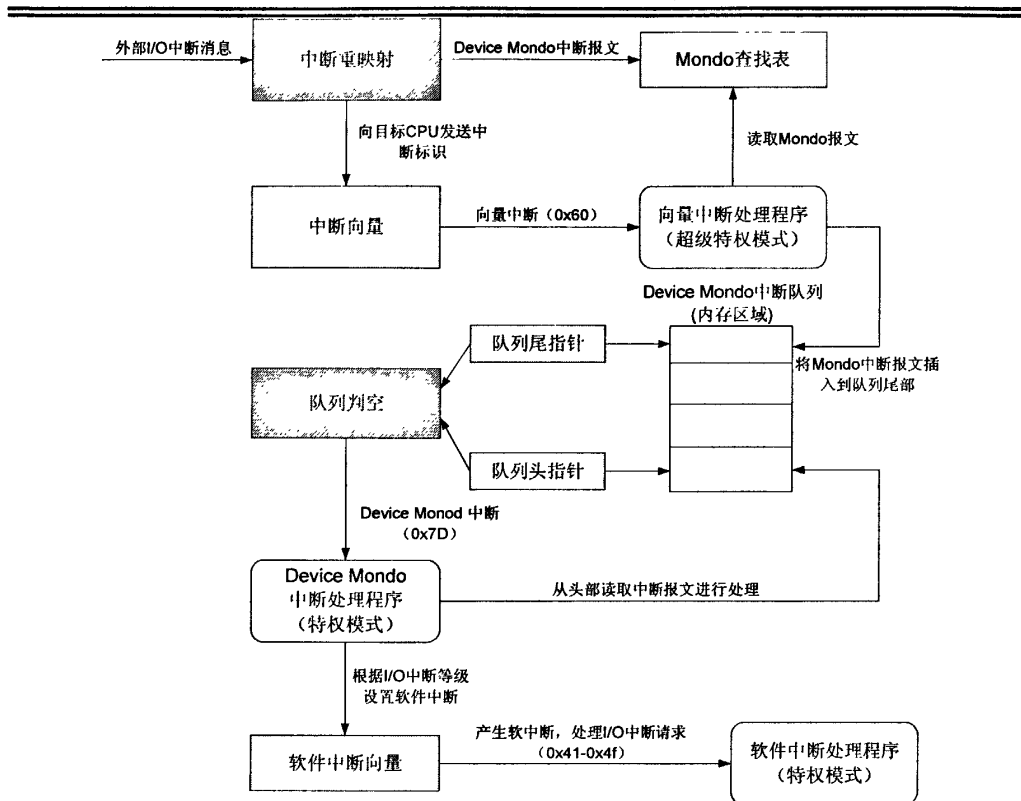 外部I/O中断消息
中断重映射
Device Mondo中断报文
Mondo查找表
向目标CPU发送中
断标识
读取Mondo报文
中断向量
向量中断（0x60）
向量中断处理程序
（超级特权模式）
Device Mondo中断队列
(内存区域)
队列尾指针
将Mondo中断报文插
入到队列尾部
队列判空
队列头指针
Device Monod 中断
（0x7D）
Device Mondo
中断处理程序
（特权模式）
从头部读取中断报文进行处理
根据I/O中断等级
设置软件中断
软件中断向量
产生软中断，处理I/O中断请求
（0x41-0x4f）
软件中断处理程序
（特权模式）